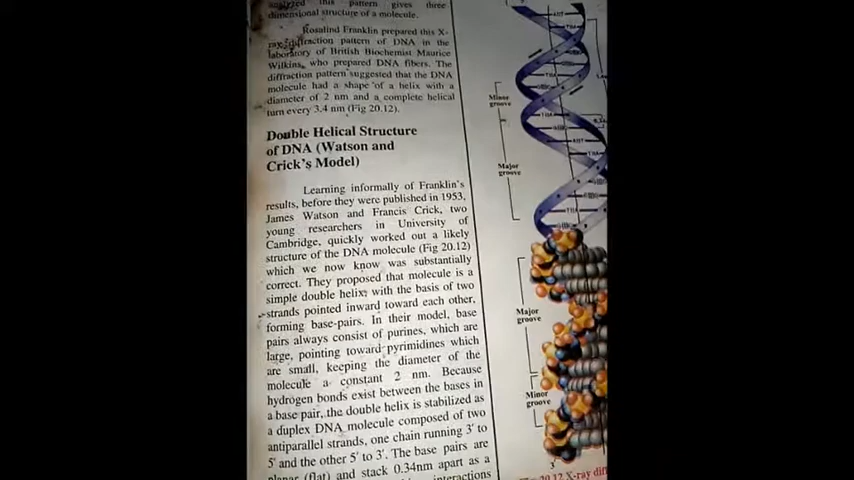 analyzed this pattern gives three
dimensional structure of a molecule.
Rosalind Franklin prepared this X-
ray diffraction pattern of DNA in the
laboratory of British Biochemist Maurice
Wilkins, who prepared DNA fibers. The
diffraction pattern suggested that the DNA
molecule had a shape of a helix with a
diameter of 2 nm and a complete helical
turn every 3.4 nm (Fig 20.12).
Double Helical Structure
of DNA (Watson and
Crick's Model)
Learning informally of Franklin's
results, before they were published in 1953,
James Watson and Francis Crick, two
young researchers in University of
Cambridge, quickly worked out a likely
structure of the DNA molecule (Fig 20.12)
which we now know was substantially
correct. They proposed that molecule is a
simple double helix, with the basis of two
strands pointed inward toward each other,
forming base-pairs. In their model, base
pairs always consist of purines, which are
large, pointing toward pyrimidines which
are small, keeping the diameter of the
molecule a constant 2 nm. Because
hydrogen bonds exist between the bases in
a base pair, the double helix is stabilized as
a duplex DNA molecule composed of two
antiparallel strands, one chain running 3' to
5' and the other 5' to 3'. The base pairs are
planar (flat) and stack 0.34nm apart as a
interactions
Minor
groove
Major
groove
Major
groove
Minor
groove
3'
20.12 X-ray dif